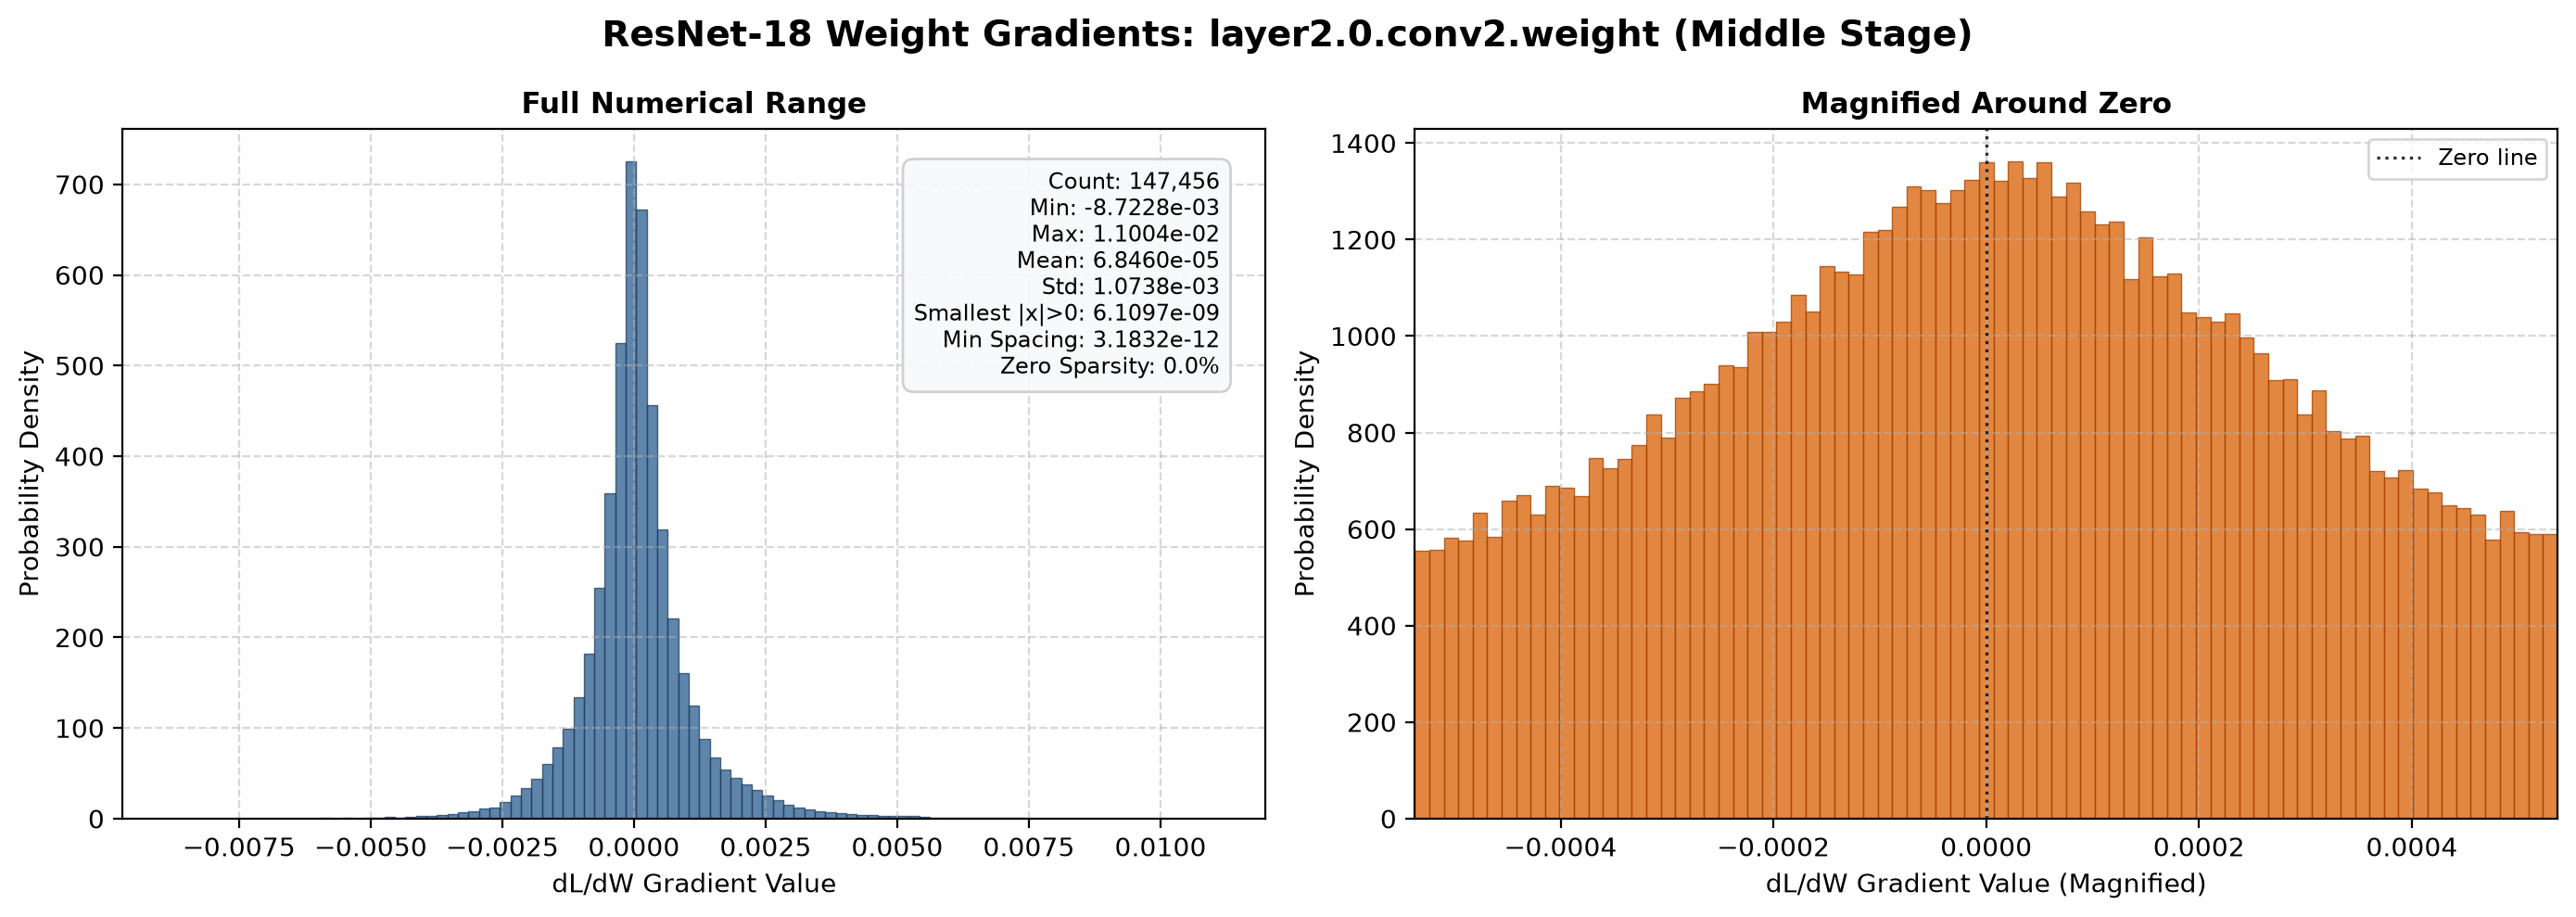 ResNet-18 Weight Gradients: layer2.0.conv2.weight (Middle Stage)
Full Numerical Range
Probability Density
700
600
500
400
300
200
100
0
Count: 147,456
Min: -8.7228e-03
Max: 1.1004e-02
Mean: 6.8460e-05
Std: 1.0738e-03
Smallest |x|>0: 6.1097e-09
Min Spacing: 3.1832e-12
Zero Sparsity: 0.0%
−0.0075 −0.0050 −0.0025 0.0000 0.0025 0.0050 0.0075 0.0100
dL/dW Gradient Value
Magnified Around Zero
Probability Density
1400
1200
1000
800
600
400
200
0
Zero line
−0.0004 −0.0002 0.0000 0.0002 0.0004
dL/dW Gradient Value (Magnified)